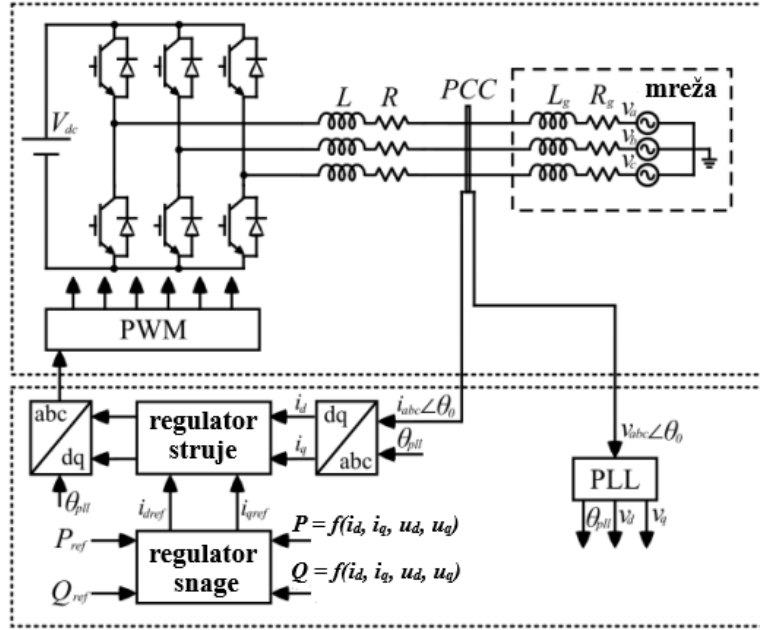 mreža
L R PCC L_g R_g v_a
V_dc
v_b
v_c
PWM
abc
dq
θ_pll
regulator
struje
i_d
i_q
dq
abc
i_abc∠θ_0
θ_pll
v_abc∠θ_0
PLL
θ_pll v_d v_q
i_dref
i_qref
P_ref
Q_ref
regulator
snage
P = f(i_d, i_q, u_d, u_q)
Q = f(i_d, i_q, u_d, u_q)